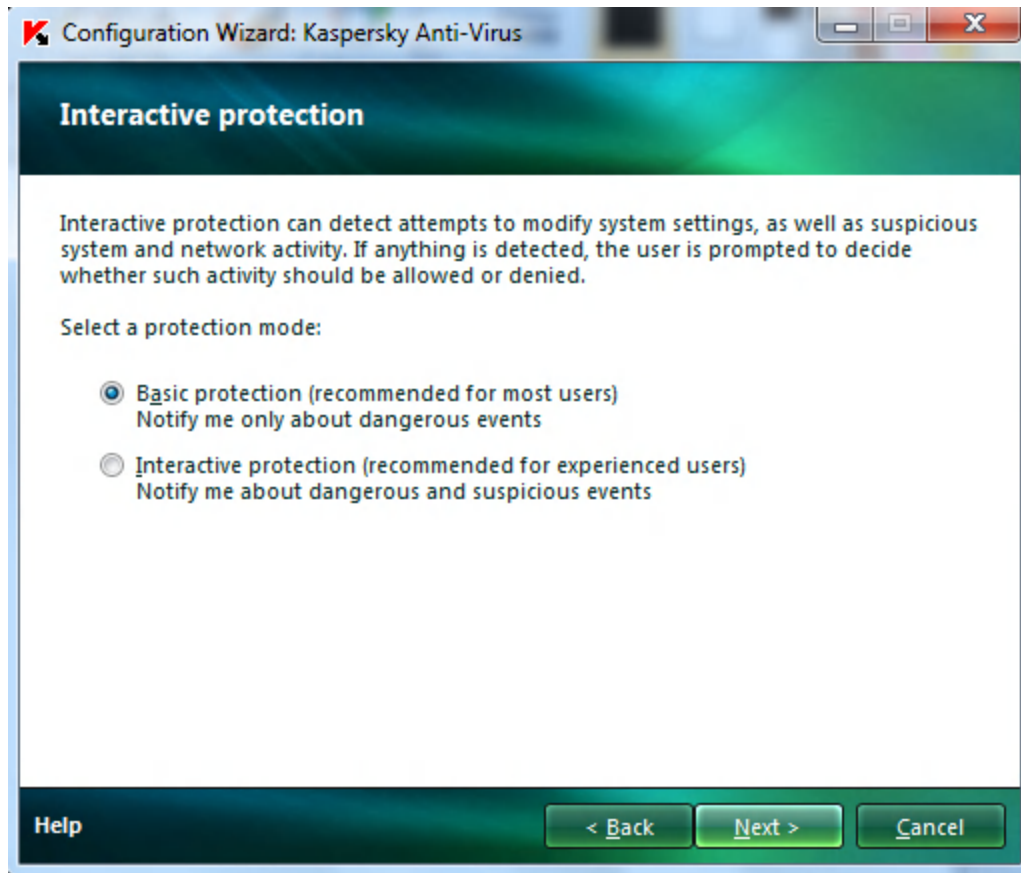 Configuration Wizard: Kaspersky Anti-Virus
Interactive protection
Interactive protection can detect attempts to modify system settings, as well as suspicious
system and network activity. If anything is detected, the user is prompted to decide
whether such activity should be allowed or denied.
Select a protection mode:
Basic protection (recommended for most users)
Notify me only about dangerous events
Interactive protection (recommended for experienced users)
Notify me about dangerous and suspicious events
Help
< Back
Next >
Cancel